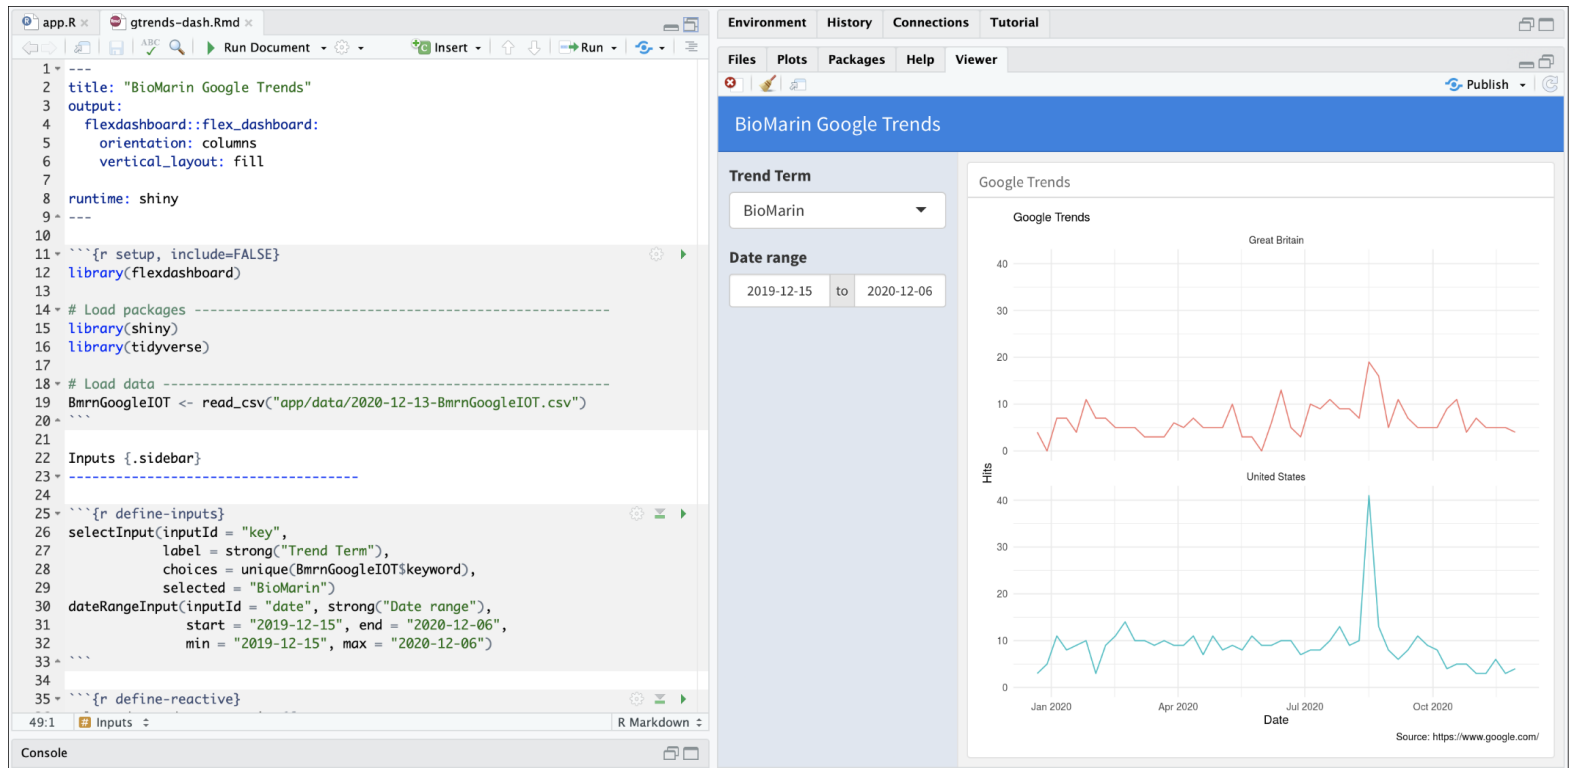 app.R
gtrends-dash.Rmd
ABC
Run Document
Insert
Run
1 ---
2 title: "BioMarin Google Trends"
3 output:
4   flexdashboard::flex_dashboard:
5     orientation: columns
6     vertical_layout: fill
7
8 runtime: shiny
9 ---
10
11 ```{r setup, include=FALSE}
12 library(flexdashboard)
13
14 # Load packages -----------------------------------------------------
15 library(shiny)
16 library(tidyverse)
17
18 # Load data ---------------------------------------------------------
19 BmrnGoogleIOT <- read_csv("app/data/2020-12-13-BmrnGoogleIOT.csv")
20 ```
21
22 Inputs {.sidebar}
23 -------------------------------------
24
25 ```{r define-inputs}
26 selectInput(inputId = "key",
27             label = strong("Trend Term"),
28             choices = unique(BmrnGoogleIOT$keyword),
29             selected = "BioMarin")
30 dateRangeInput(inputId = "date", strong("Date range"),
31                start = "2019-12-15", end = "2020-12-06",
32                min = "2019-12-15", max = "2020-12-06")
33 ```
34
35 ```{r define-reactive}
49:1 # Inputs
R Markdown
Console
Environment History Connections Tutorial
Files Plots Packages Help Viewer
Publish
BioMarin Google Trends
Trend Term
BioMarin
Date range
2019-12-15 to 2020-12-06
Google Trends
Google Trends
Great Britain
40
30
20
10
0
Hits
United States
40
30
20
10
0
Jan 2020 Apr 2020 Jul 2020 Oct 2020
Date
Source: https://www.google.com/